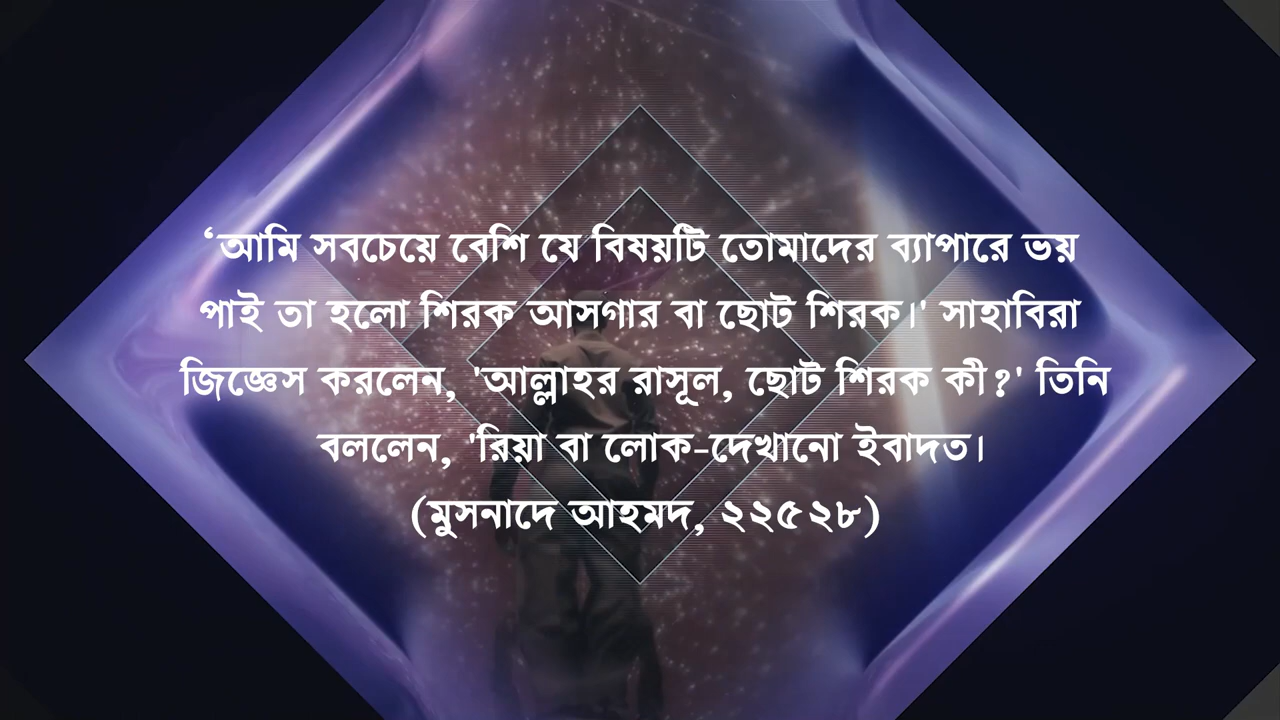 ‘আমি সবচেয়ে বেশি যে বিষয়টি তোমাদের ব্যাপারে ভয়
পাই তা হলো শিরক আসগার বা ছোট শিরক।' সাহাবিরা
জিজ্ঞেস করলেন, 'আল্লাহর রাসূল, ছোট শিরক কী?' তিনি
বললেন, 'রিয়া বা লোক-দেখানো ইবাদত।
(মুসনাদে আহমদ, ২২৫২৮)